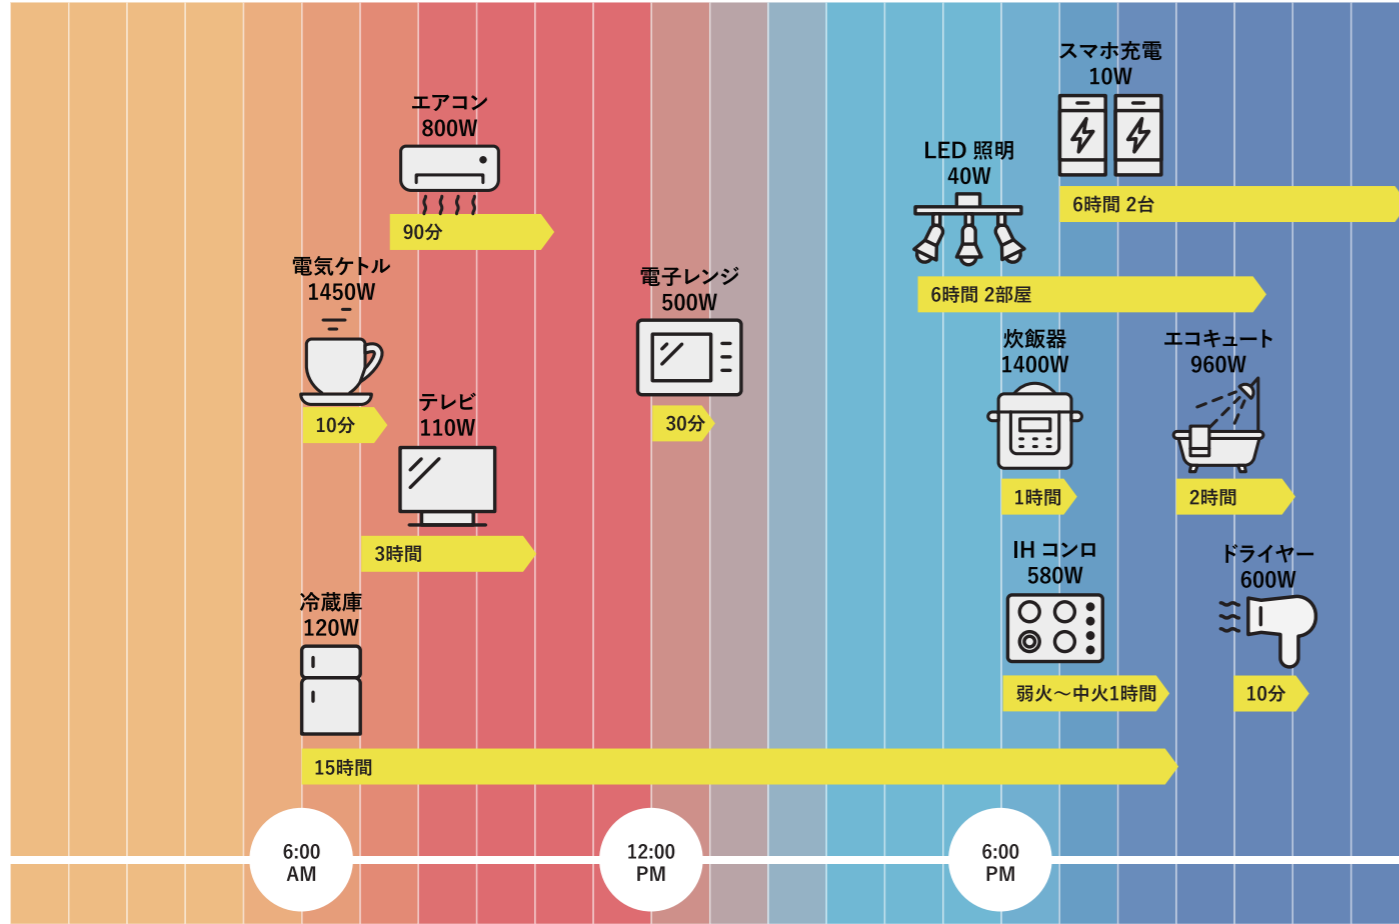 スマホ充電
10W
6時間 2台
エアコン
800W
90分
LED 照明
40W
6時間 2部屋
電気ケトル
1450W
10分
電子レンジ
500W
30分
炊飯器
1400W
1時間
エコキュート
960W
2時間
テレビ
110W
3時間
IH コンロ
580W
弱火～中火1時間
ドライヤー
600W
10分
冷蔵庫
120W
15時間
6:00
AM
12:00
PM
6:00
PM